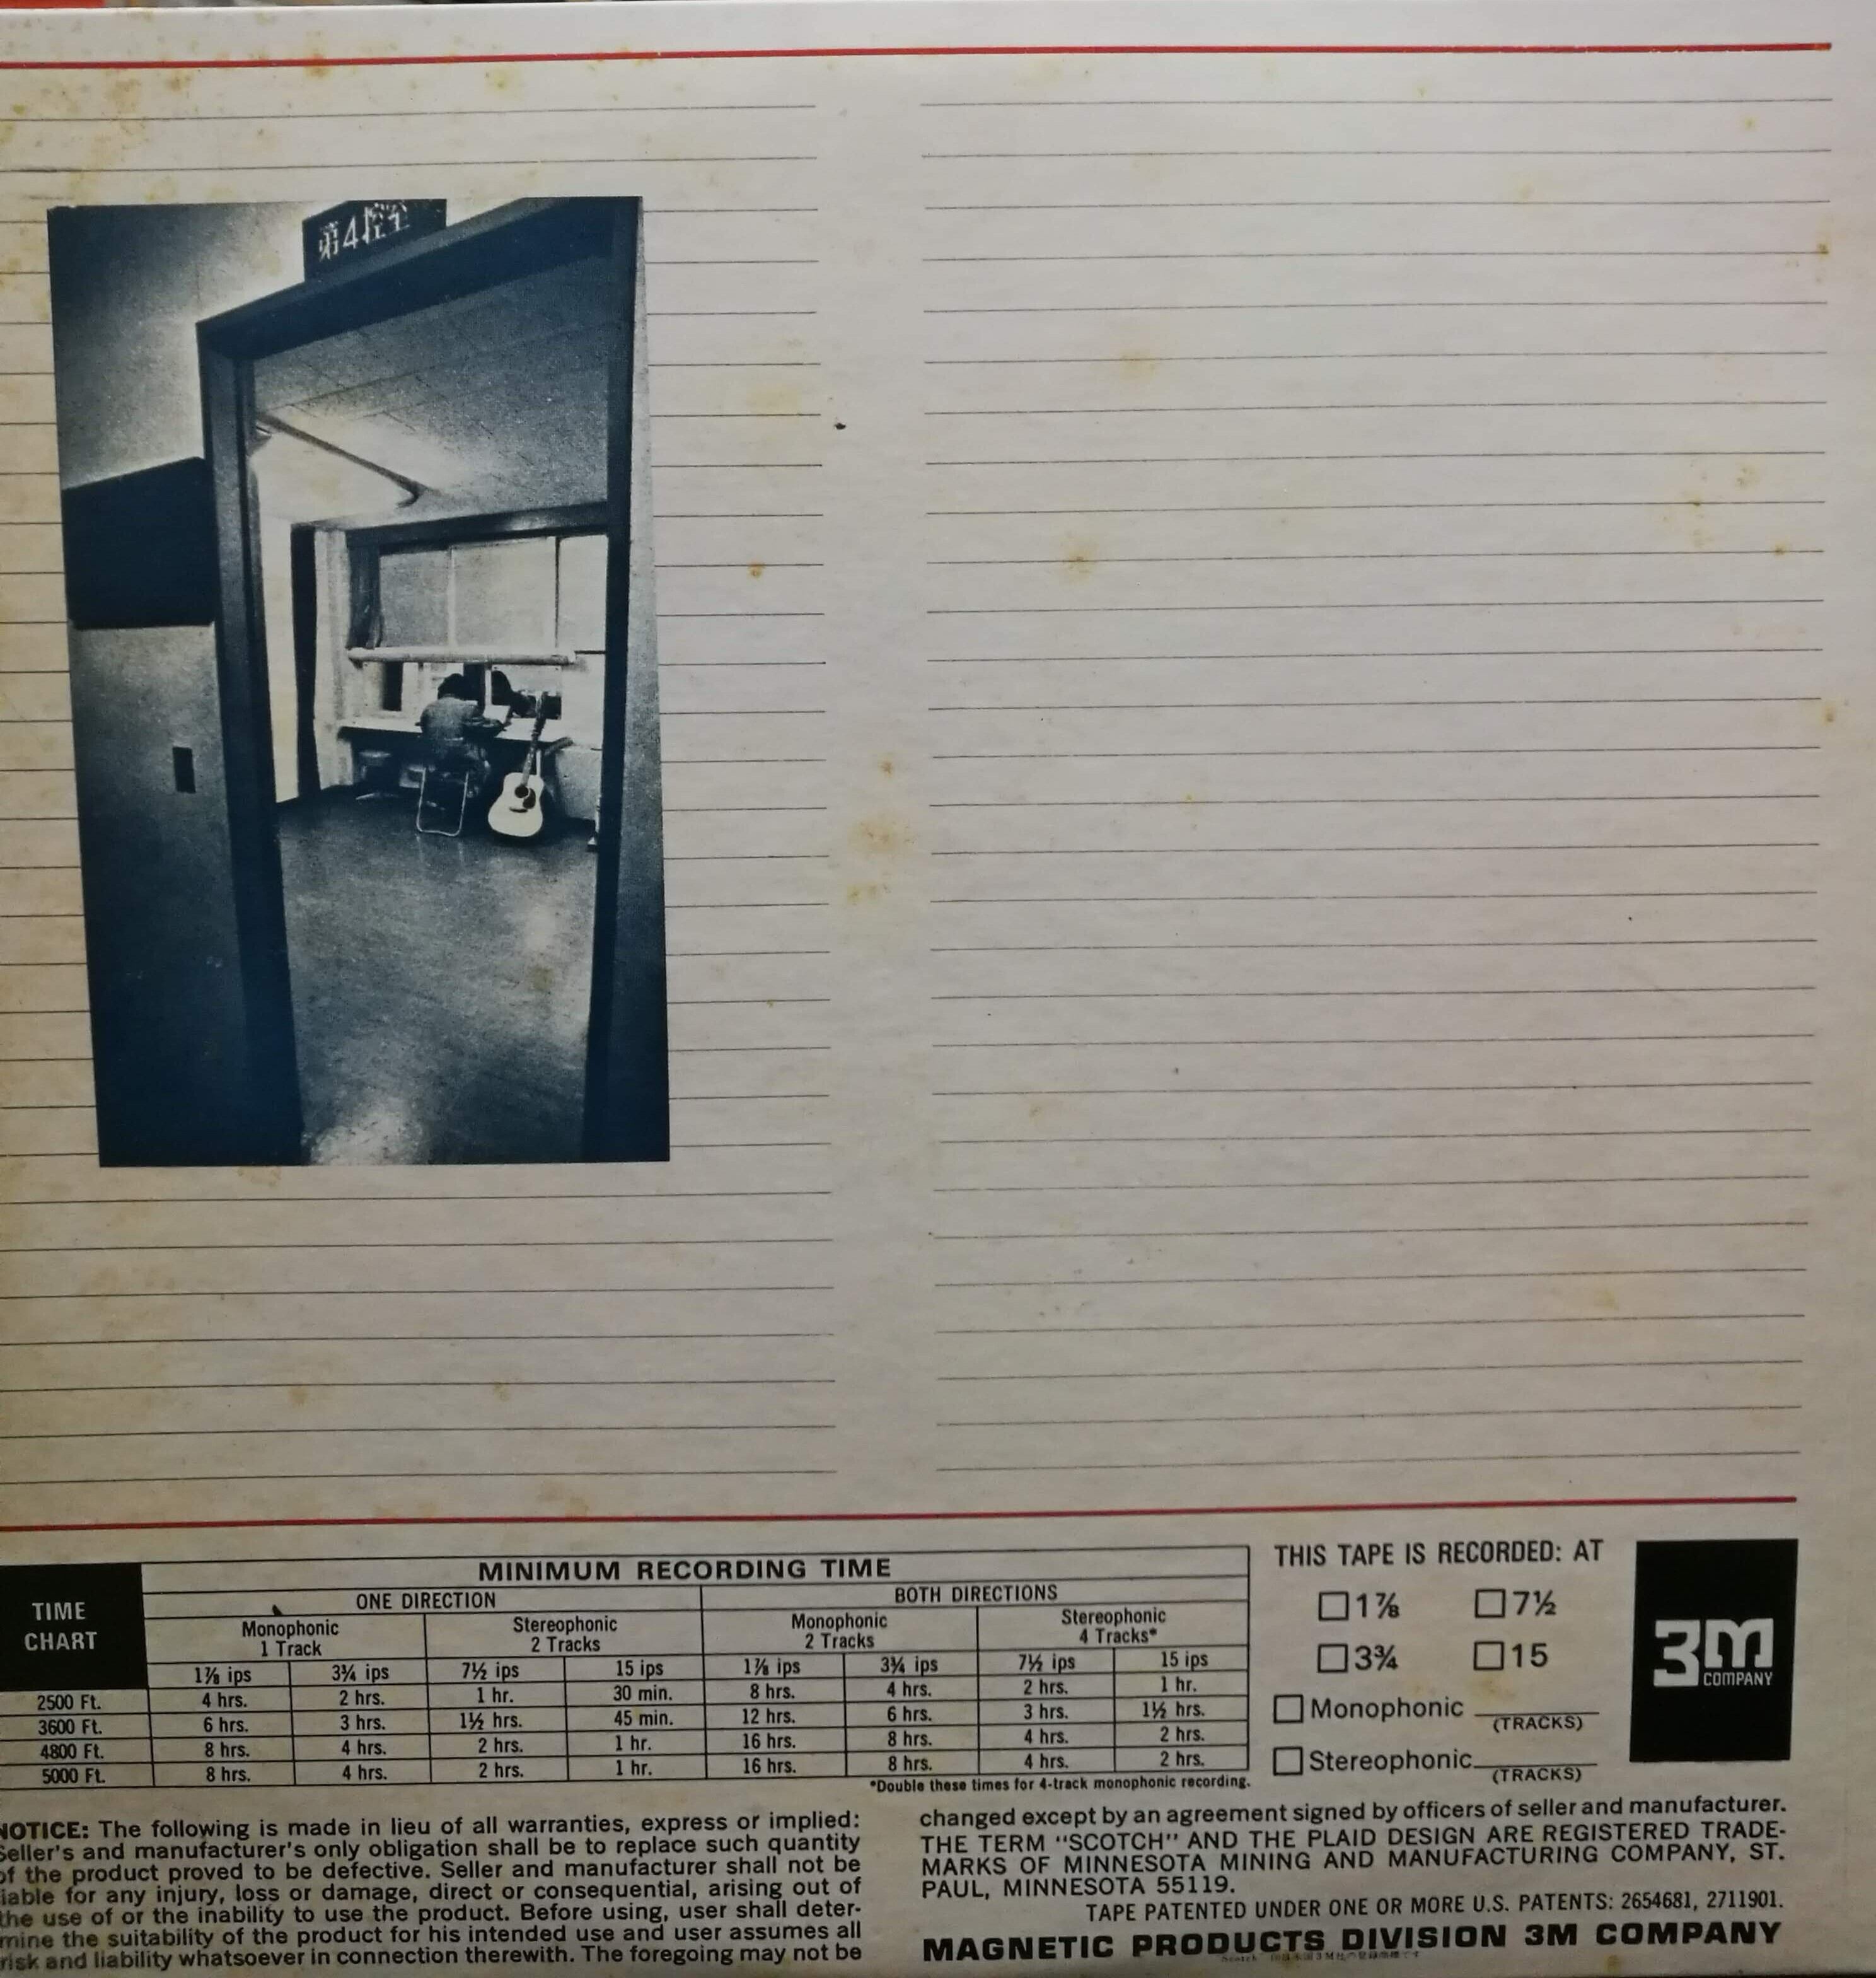 第4控室
MINIMUM RECORDING TIME
TIME CHART
ONE DIRECTION BOTH DIRECTIONS
Monophonic 1 Track Stereophonic 2 Tracks Monophonic 2 Tracks Stereophonic 4 Tracks*
1⅞ ips 3¾ ips 7½ ips 15 ips 1⅞ ips 3¾ ips 7½ ips 15 ips
2500 Ft. 4 hrs. 2 hrs. 1 hr. 30 min. 8 hrs. 4 hrs. 2 hrs. 1 hr.
3600 Ft. 6 hrs. 3 hrs. 1½ hrs. 45 min. 12 hrs. 6 hrs. 3 hrs. 1½ hrs.
4800 Ft. 8 hrs. 4 hrs. 2 hrs. 1 hr. 16 hrs. 8 hrs. 4 hrs. 2 hrs.
5000 Ft. 8 hrs. 4 hrs. 2 hrs. 1 hr. 16 hrs. 8 hrs. 4 hrs. 2 hrs.
*Double these times for 4-track monophonic recording.
THIS TAPE IS RECORDED: AT
1⅞ 7½
3¾ 15
Monophonic
(TRACKS)
Stereophonic
(TRACKS)
3M
COMPANY
NOTICE: The following is made in lieu of all warranties, express or implied:
Seller's and manufacturer's only obligation shall be to replace such quantity
of the product proved to be defective. Seller and manufacturer shall not be
iable for any injury, loss or damage, direct or consequential, arising out of
the use of or the inability to use the product. Before using, user shall deter-
mine the suitability of the product for his intended use and user assumes all
risk and liability whatsoever in connection therewith. The foregoing may not be
changed except by an agreement signed by officers of seller and manufacturer.
THE TERM "SCOTCH" AND THE PLAID DESIGN ARE REGISTERED TRADE-
MARKS OF MINNESOTA MINING AND MANUFACTURING COMPANY, ST.
PAUL, MINNESOTA 55119.
TAPE PATENTED UNDER ONE OR MORE U.S. PATENTS: 2654681, 2711901.
MAGNETIC PRODUCTS DIVISION 3M COMPANY